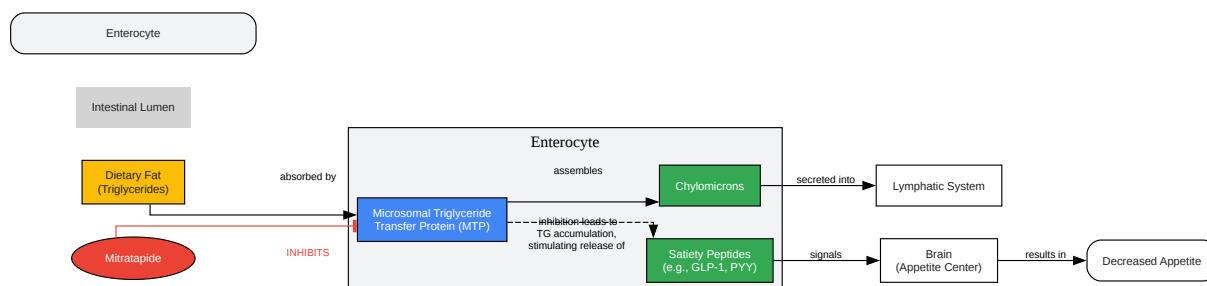 Enterocyte
Intestinal Lumen
Enterocyte
Dietary Fat
(Triglycerides)
absorbed by
assembles
Chylomicrons
secreted into
Lymphatic System
Microsomal Triglyceride
Transfer Protein (MTP)
inhibition leads to
TG accumulation,
stimulating release of
Mitratapide
INHIBITS
Satiety Peptides
(e.g., GLP-1, PYY)
signals
Brain
(Appetite Center)
results in
Decreased Appetite